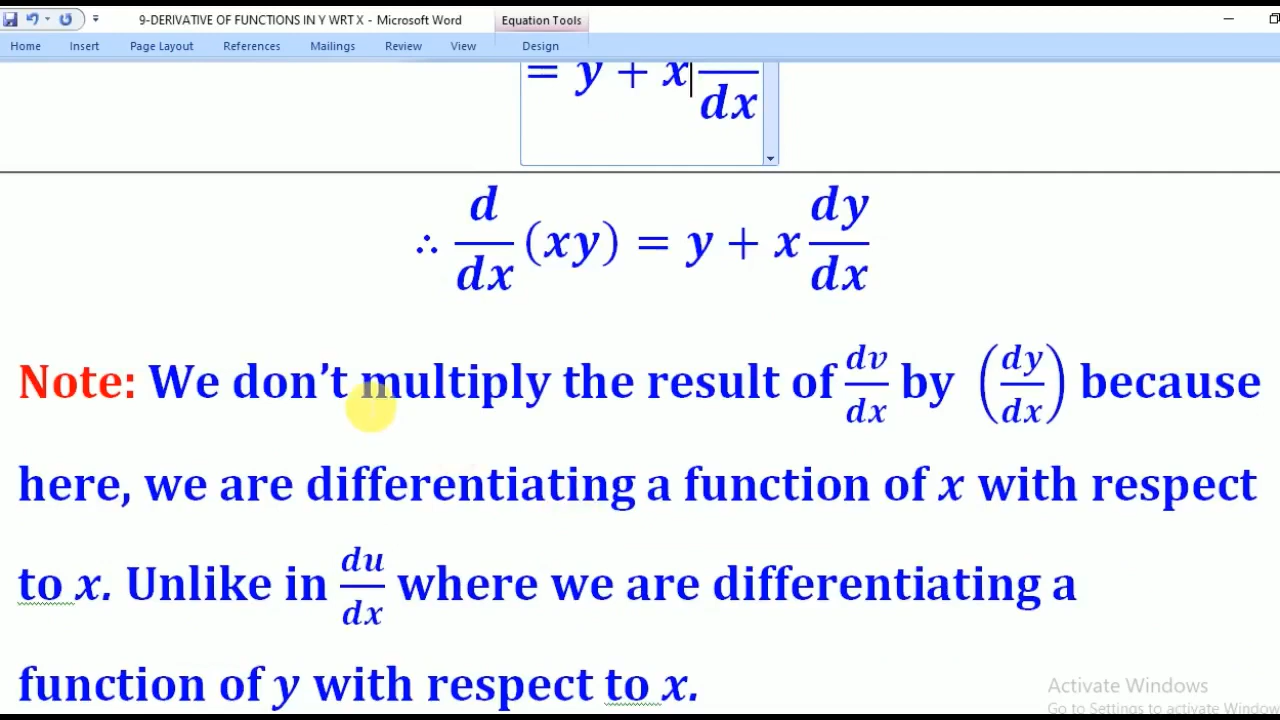 9-DERIVATIVE OF FUNCTIONS IN Y WRT X - Microsoft Word
Equation Tools
Home Insert Page Layout References Mailings Review View Design
= y + x dx
∴ d/dx (xy) = y + x dy/dx
Note: We don’t multiply the result of dv/dx by (dy/dx) because
here, we are differentiating a function of x with respect
to x. Unlike in du/dx where we are differentiating a
function of y with respect to x.
Activate Windows
Go to Settings to activate Window